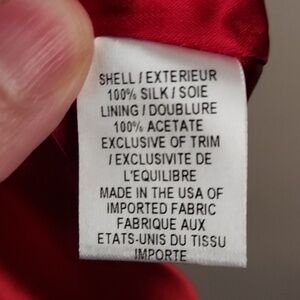 SHELL / EXTERIEUR
100% SILK / SOIE
LINING / DOUBLURE
100% ACETATE
EXCLUSIVE OF TRIM
/ EXCLUSIVITE DE
L'EQUILIBRE
MADE IN THE USA OF
IMPORTED FABRIC
FABRIQUE AUX
ETATS-UNIS DU TISSU
IMPORTE